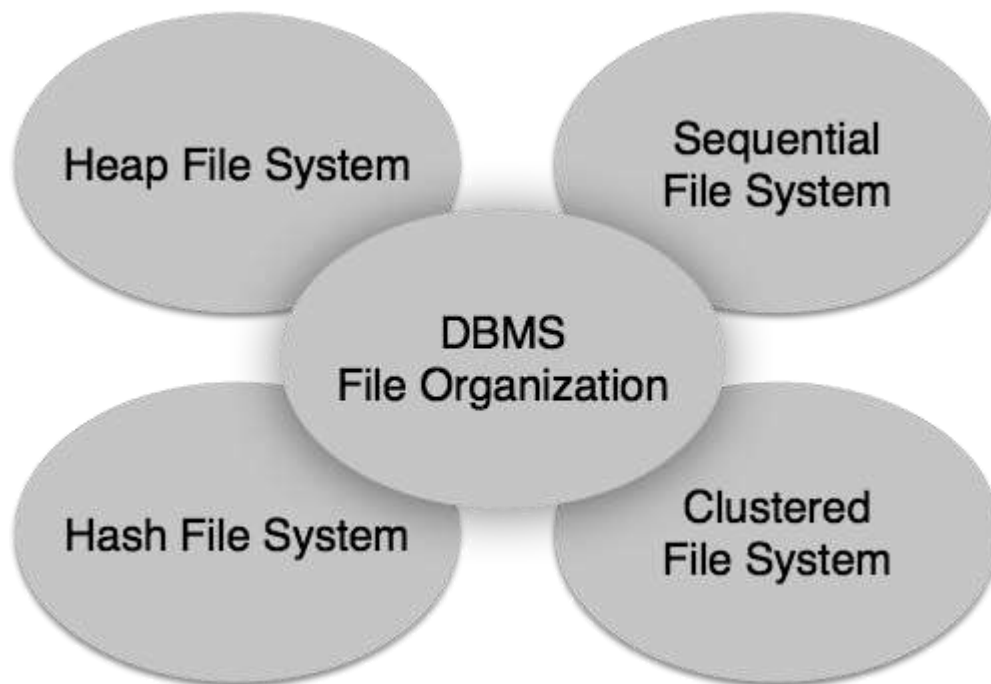 Heap File System
Sequential
File System
DBMS
File Organization
Hash File System
Clustered
File System